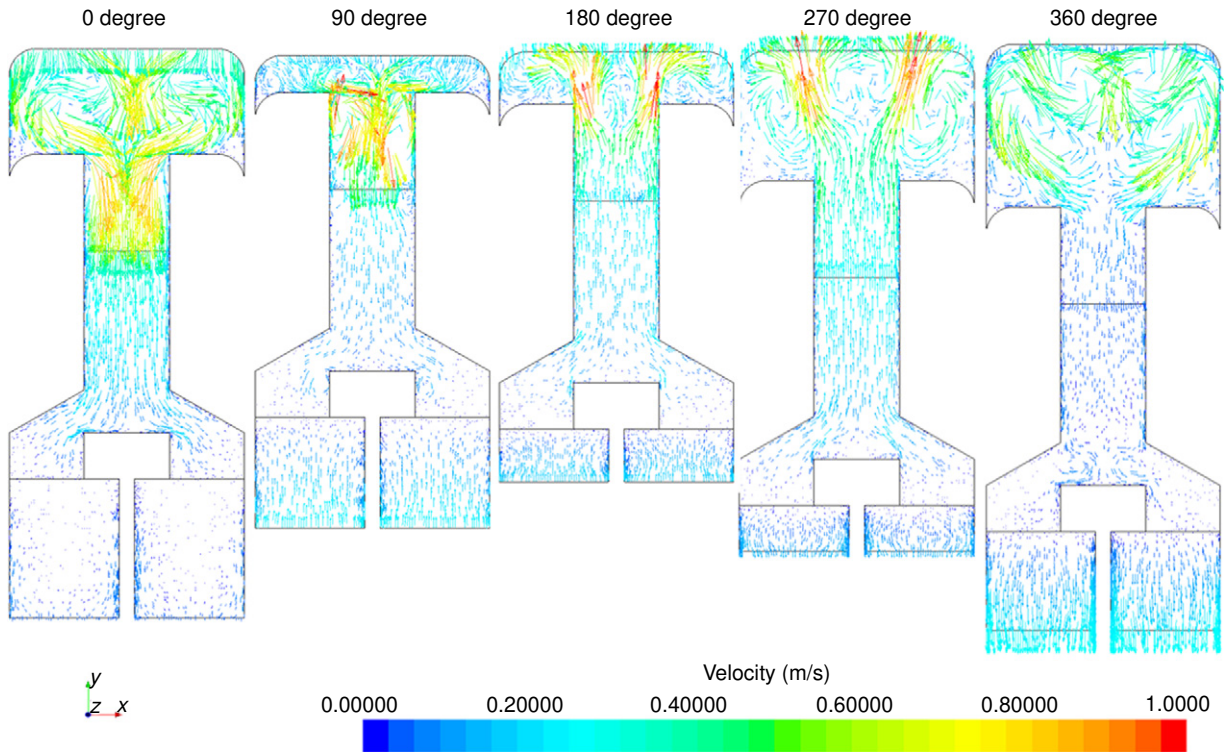 0 degree
90 degree
180 degree
270 degree
360 degree
y
z
x
Velocity (m/s)
0.00000
0.20000
0.40000
0.60000
0.80000
1.0000